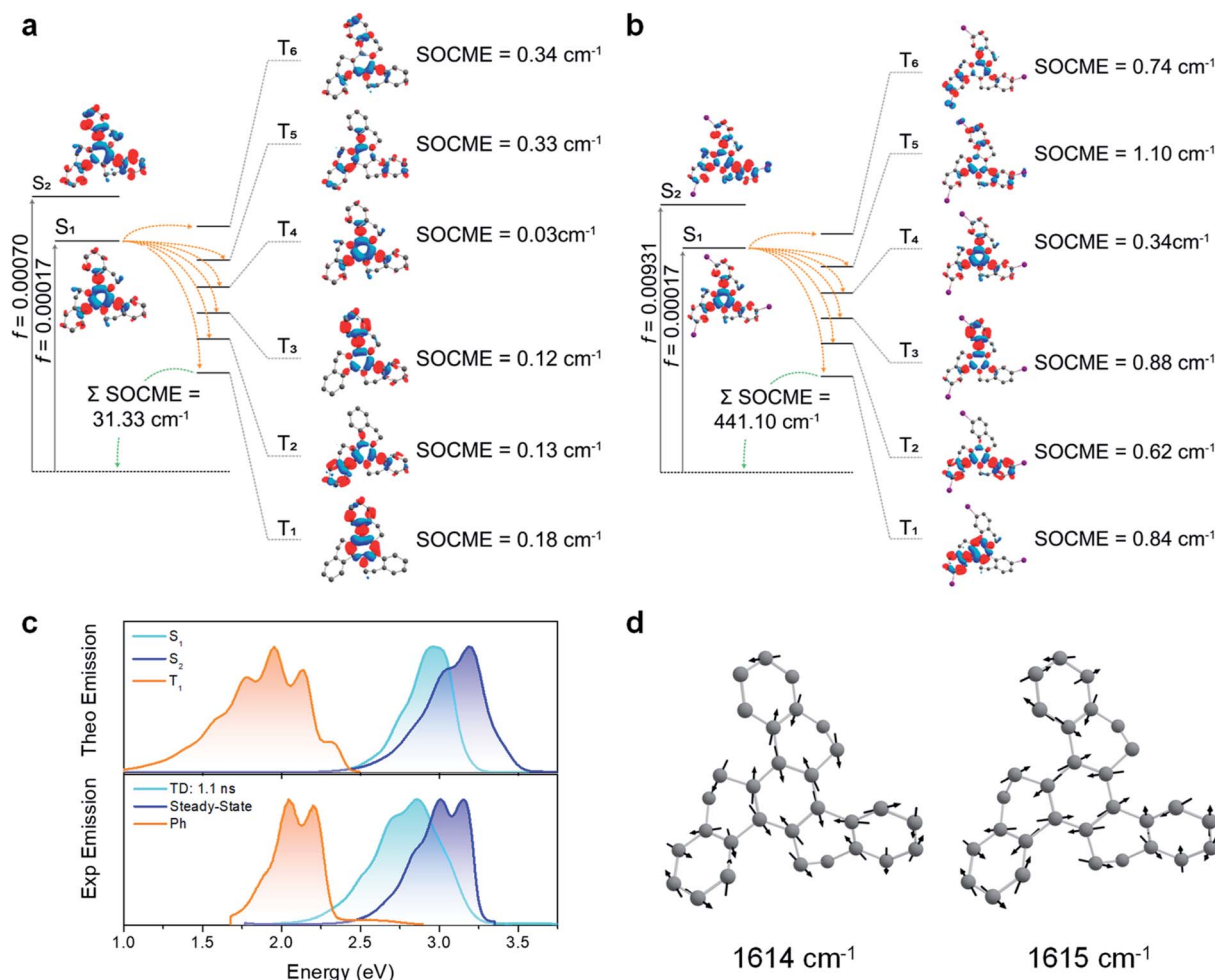 a
T₆
SOCME = 0.34 cm⁻¹
T₅
SOCME = 0.33 cm⁻¹
S₂
S₁
T₄
SOCME = 0.03cm⁻¹
f = 0.00070
f = 0.00017
T₃
SOCME = 0.12 cm⁻¹
Σ SOCME =
31.33 cm⁻¹
T₂
SOCME = 0.13 cm⁻¹
T₁
SOCME = 0.18 cm⁻¹
b
T₆
SOCME = 0.74 cm⁻¹
T₅
SOCME = 1.10 cm⁻¹
S₂
S₁
T₄
SOCME = 0.34cm⁻¹
f = 0.00931
f = 0.00017
T₃
SOCME = 0.88 cm⁻¹
Σ SOCME =
441.10 cm⁻¹
T₂
SOCME = 0.62 cm⁻¹
T₁
SOCME = 0.84 cm⁻¹
c
Theo Emission
S₁
S₂
T₁
Exp Emission
TD: 1.1 ns
Steady-State
Ph
1.0 1.5 2.0 2.5 3.0 3.5
Energy (eV)
d
1614 cm⁻¹
1615 cm⁻¹